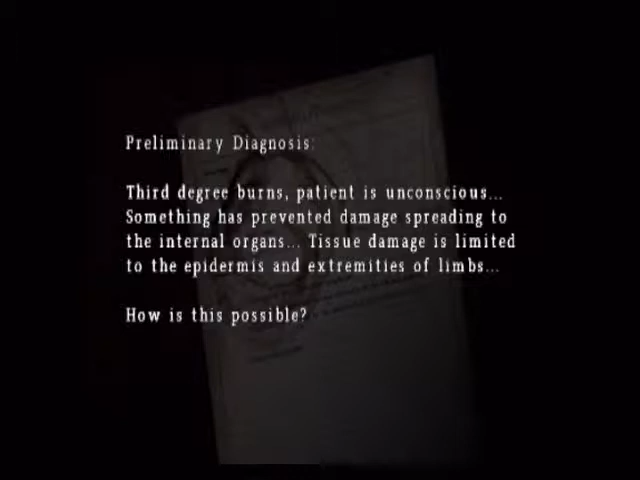 Preliminary Diagnosis:
Third degree burns, patient is unconscious...
Something has prevented damage spreading to
the internal organs... Tissue damage is limited
to the epidermis and extremities of limbs...
How is this possible?